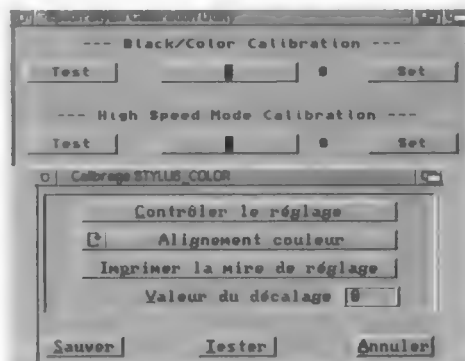 --- Black/Color Calibration ---
Test 0 Set
--- High Speed Mode Calibration ---
Test 0 Set
Calibrage STYLUS_COLOR
Contrôler le réglage
Alignement couleur
Imprimer la mire de réglage
Valeur du décalage 0
Sauver Tester Annuler